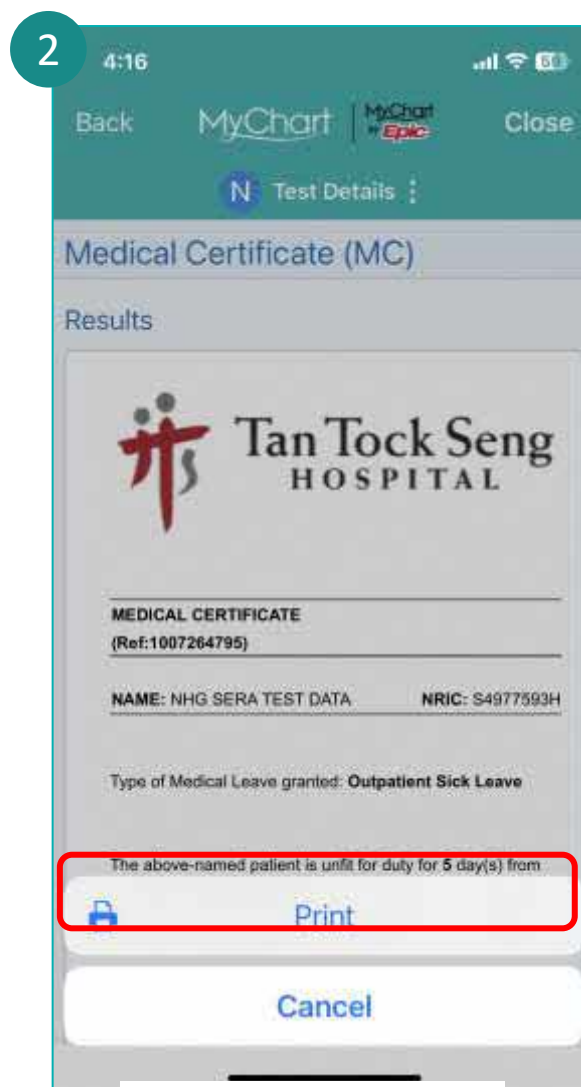 2
4:16
Back MyChart MyChart by Epic Close
N Test Details
Medical Certificate (MC)
Results
Tan Tock Seng
HOSPITAL
MEDICAL CERTIFICATE
(Ref:1007264795)
NAME: NHG SERA TEST DATA NRIC: S4977593H
Type of Medical Leave granted: Outpatient Sick Leave
The above-named patient is unfit for duty for 5 day(s) from
Print
Cancel